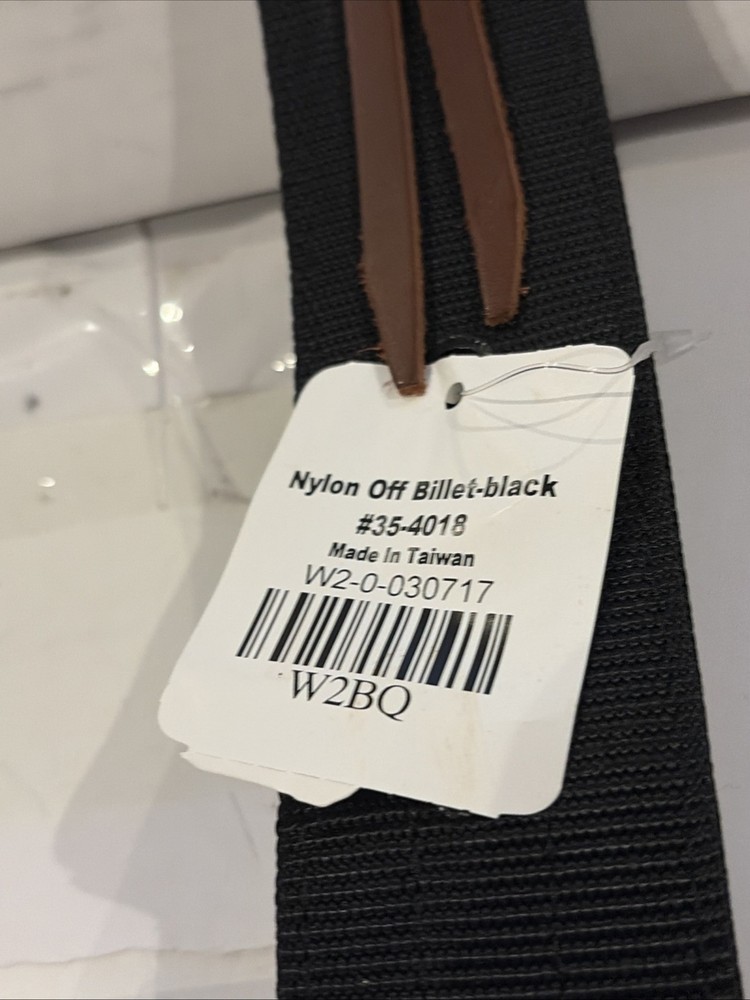 Nylon Off Billet-black
#35-4018
Made In Taiwan
W2-0-030717
W2BQ